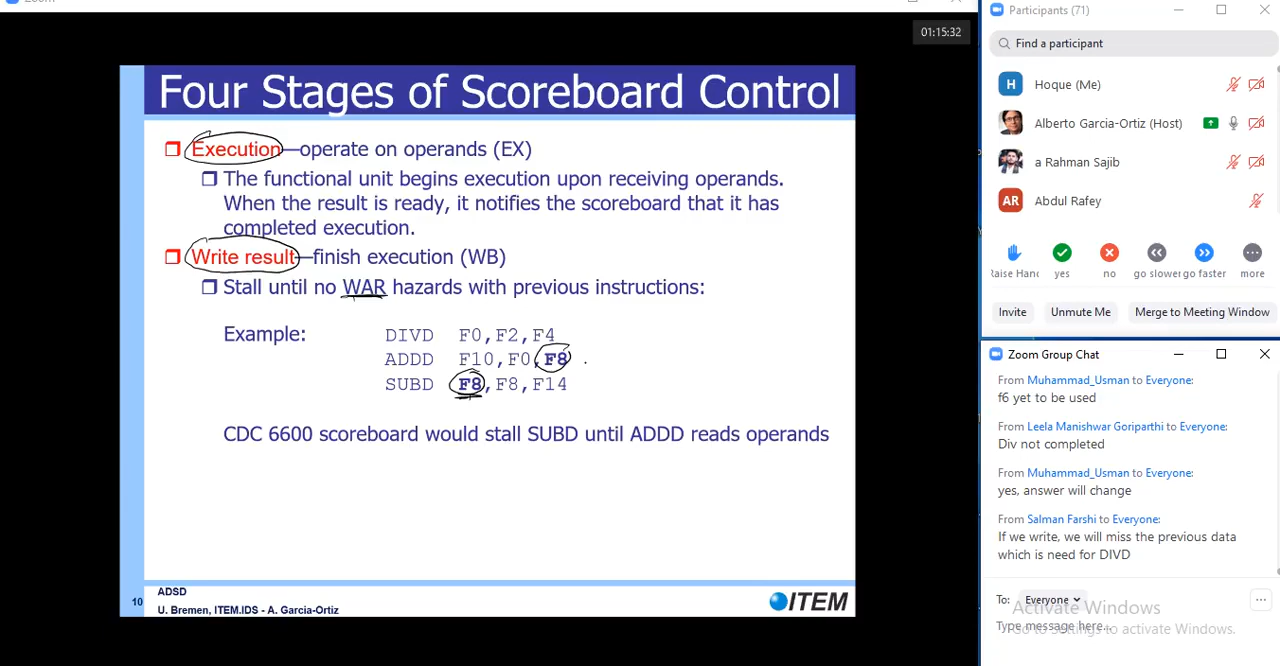 Zoom
01:15:32
Four Stages of Scoreboard Control
Execution—operate on operands (EX)
The functional unit begins execution upon receiving operands.
When the result is ready, it notifies the scoreboard that it has
completed execution.
Write result—finish execution (WB)
Stall until no WAR hazards with previous instructions:
Example:
DIVD F0,F2,F4
ADDD F10,F0,F8
SUBD F8,F8,F14
CDC 6600 scoreboard would stall SUBD until ADDD reads operands
10
ADSD
U. Bremen, ITEM.IDS - A. Garcia-Ortiz
ITEM
Participants (71)
Find a participant
H Hoque (Me)
Alberto Garcia-Ortiz (Host)
a Rahman Sajib
AR Abdul Rafey
Raise Hand yes no go slower go faster more
Invite Unmute Me Merge to Meeting Window
Zoom Group Chat
From Muhammad_Usman to Everyone:
f6 yet to be used
From Leela Manishwar Goriparthi to Everyone:
Div not completed
From Muhammad_Usman to Everyone:
yes, answer will change
From Salman Farshi to Everyone:
If we write, we will miss the previous data
which is need for DIVD
To: Everyone
Activate Windows
Type message here...
Go to Settings to activate Windows.